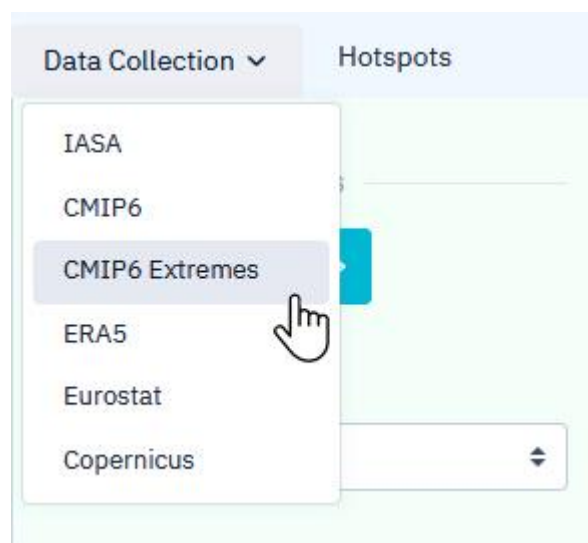 Data Collection Hotspots
IASA
CMIP6
CMIP6 Extremes
ERA5
Eurostat
Copernicus